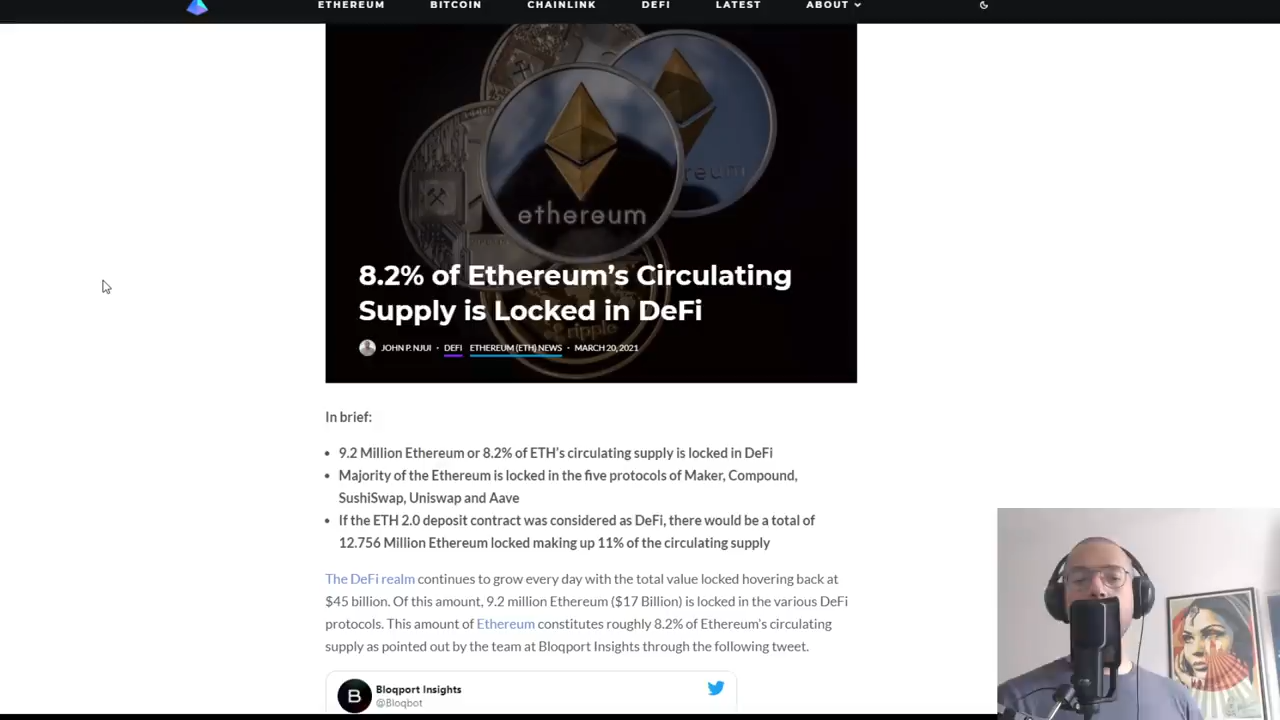 ETHEREUM BITCOIN CHAINLINK DEFI LATEST ABOUT
ethereum
reum
ripple
8.2% of Ethereum’s Circulating
Supply is Locked in DeFi
JOHN P. NJUI • DEFI ETHEREUM (ETH) NEWS • MARCH 20, 2021
In brief:
• 9.2 Million Ethereum or 8.2% of ETH’s circulating supply is locked in DeFi
• Majority of the Ethereum is locked in the five protocols of Maker, Compound,
SushiSwap, Uniswap and Aave
• If the ETH 2.0 deposit contract was considered as DeFi, there would be a total of
12.756 Million Ethereum locked making up 11% of the circulating supply
The DeFi realm continues to grow every day with the total value locked hovering back at
$45 billion. Of this amount, 9.2 million Ethereum ($17 Billion) is locked in the various DeFi
protocols. This amount of Ethereum constitutes roughly 8.2% of Ethereum’s circulating
supply as pointed out by the team at Bloqport Insights through the following tweet.
B
Bloqport Insights
@Bloqbot